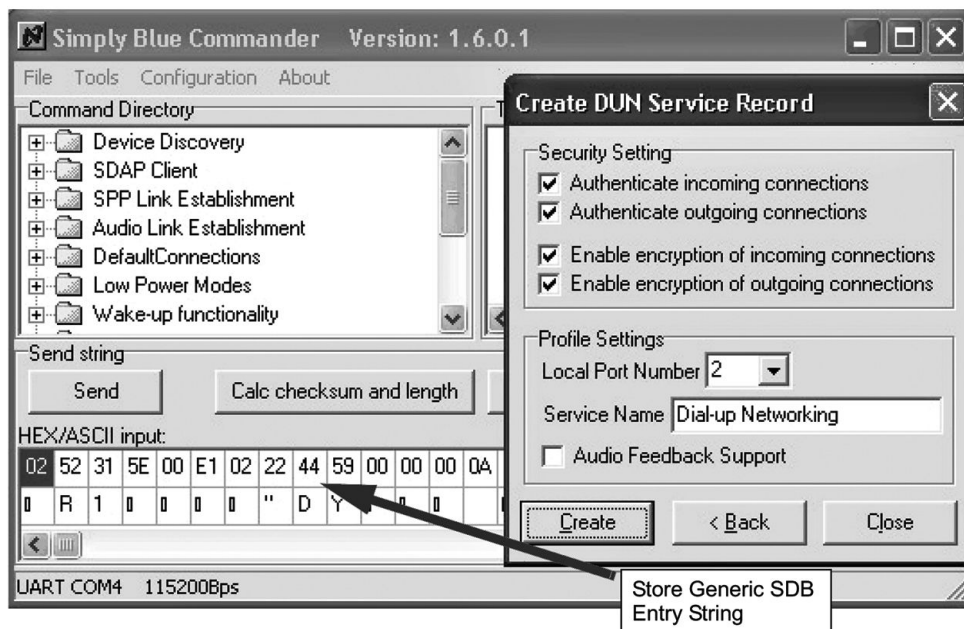 Simply Blue Commander Version: 1.6.0.1
File Tools Configuration About
Command Directory
Device Discovery
SDAP Client
SPP Link Establishment
Audio Link Establishment
DefaultConnections
Low Power Modes
Wake-up functionality
Send string
Send
Calc checksum and length
HEX/ASCII input:
02 52 31 5E 00 E1 02 22 44 59 00 00 00 0A
R 1 " D Y
UART COM4 115200Bps
Create DUN Service Record
Security Setting
Authenticate incoming connections
Authenticate outgoing connections
Enable encryption of incoming connections
Enable encryption of outgoing connections
Profile Settings
Local Port Number 2
Service Name Dial-up Networking
Audio Feedback Support
Create < Back Close
Store Generic SDB
Entry String